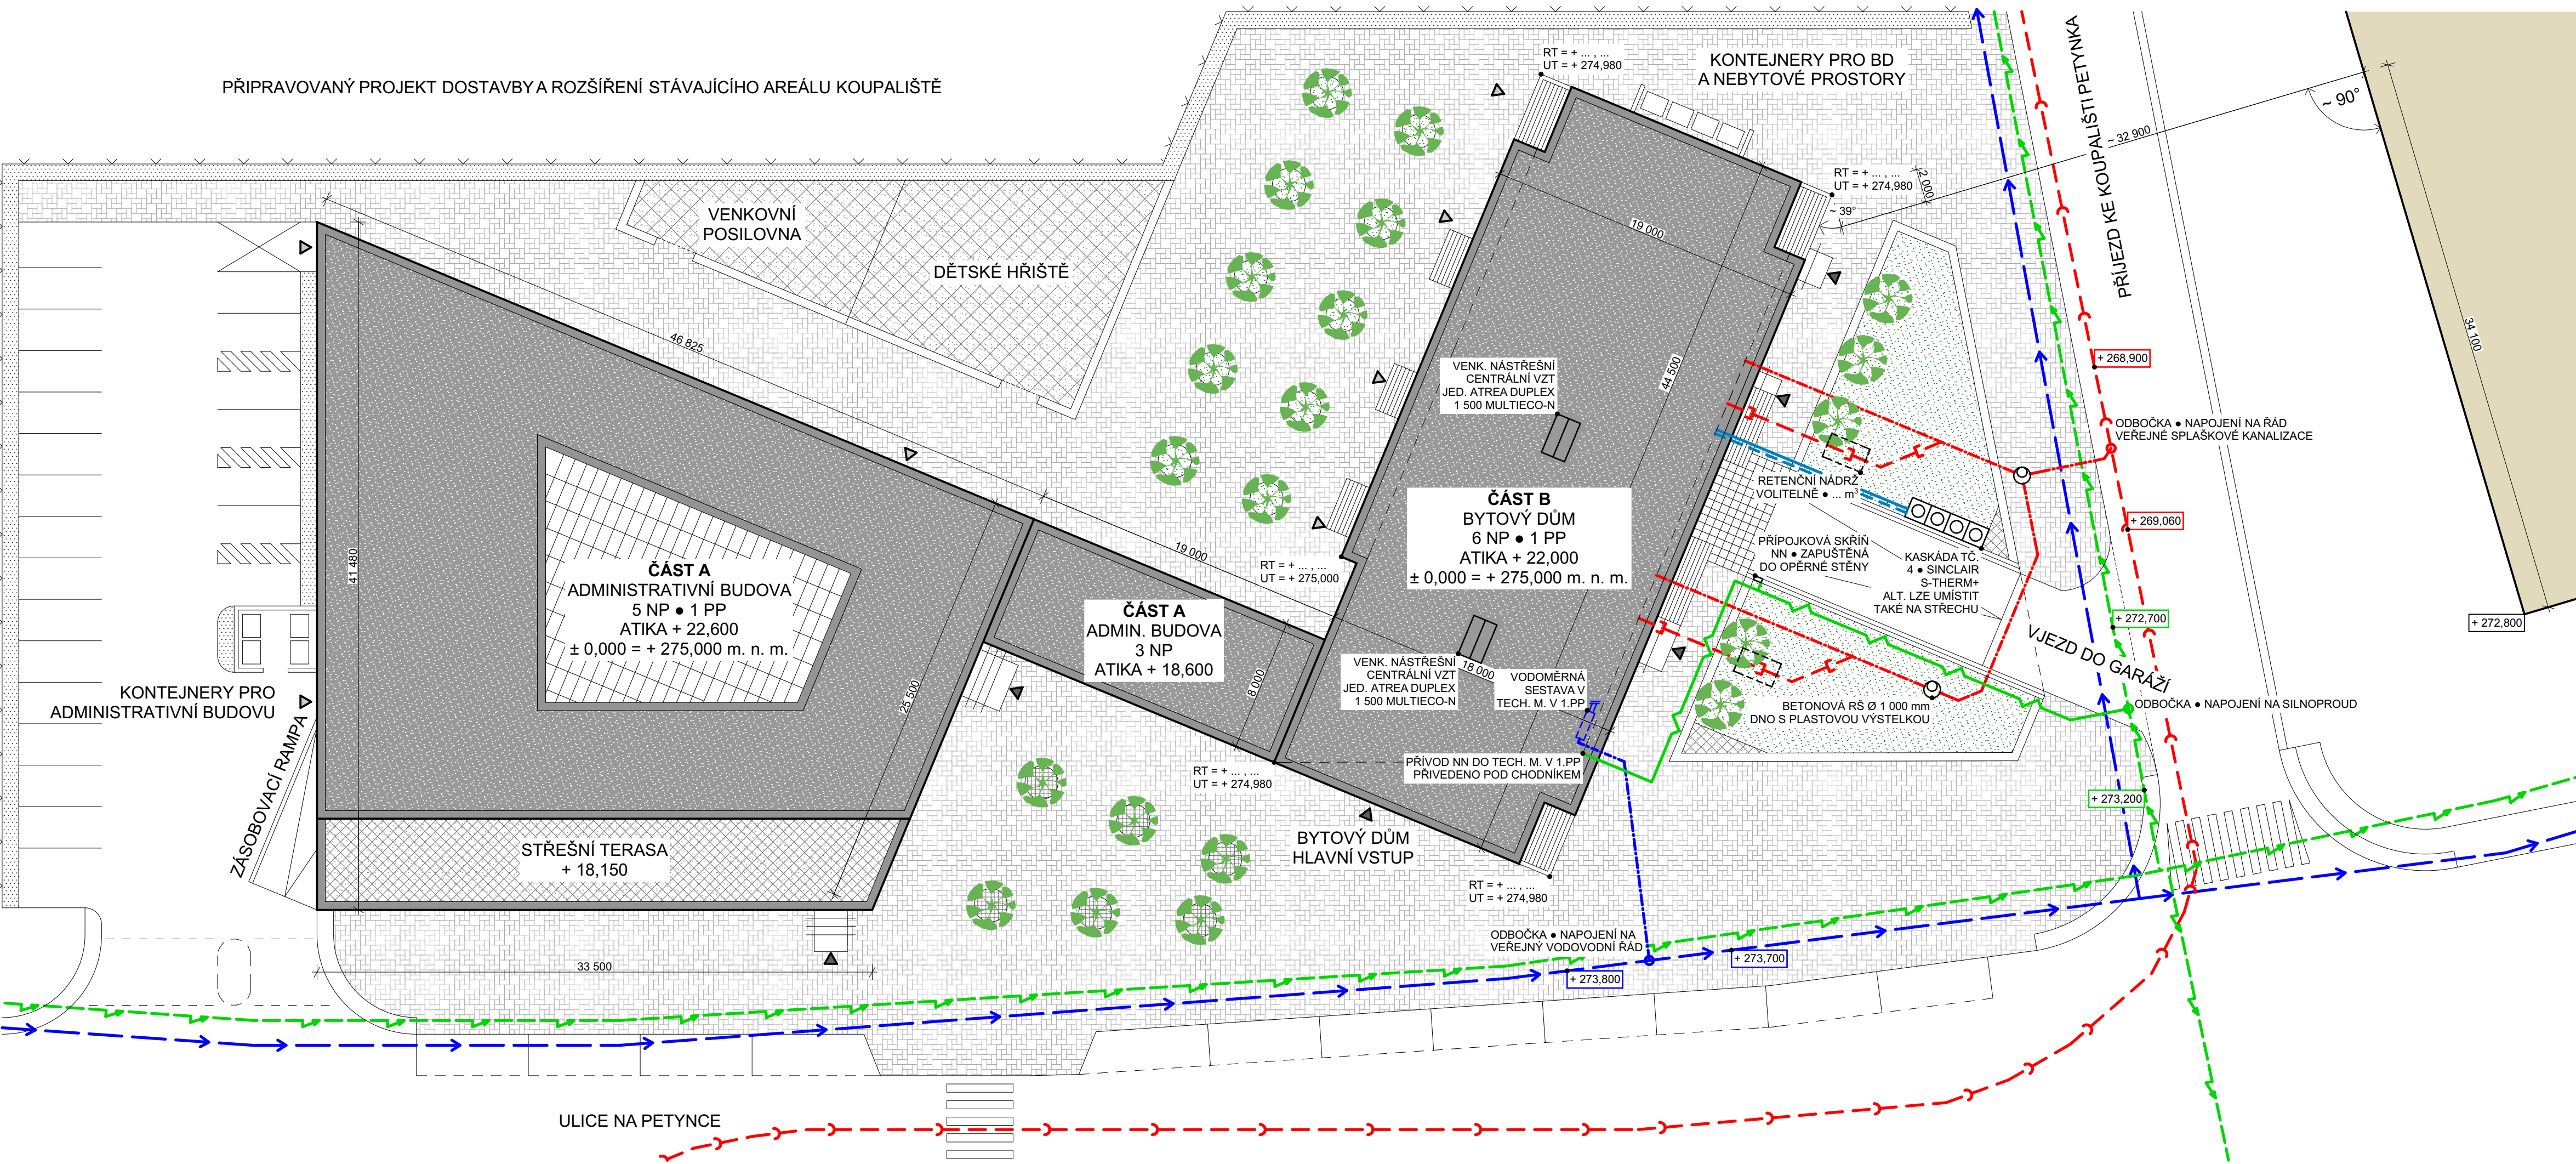 PŘIPRAVOVANÝ PROJEKT DOSTAVBY A ROZŠÍŘENÍ STÁVAJÍCÍHO AREÁLU KOUPALIŠTĚ
RT = + ... , ...
UT = + 274,980
KONTEJNERY PRO BD
A NEBYTOVÉ PROSTORY
PŘÍJEZD KE KOUPALIŠTI PETYNKA
~ 90°
~ 32 900
34 100
RT = + ... , ...
UT = + 274,980
2 000
~ 39°
VENKOVNÍ
POSILOVNA
DĚTSKÉ HŘIŠTĚ
19 000
46 825
44 500
VENK. NÁSTŘEŠNÍ
CENTRÁLNÍ VZT
JED. ATREA DUPLEX
1 500 MULTIECO-N
+ 268,900
ODBOČKA ● NAPOJENÍ NA ŘÁD
VEŘEJNÉ SPLAŠKOVÉ KANALIZACE
RETENČNÍ NÁDRŽ
VOLITELNĚ ● ... m³
ČÁST B
BYTOVÝ DŮM
6 NP ● 1 PP
ATIKA + 22,000
± 0,000 = + 275,000 m. n. m.
+ 269,060
PŘÍPOJKOVÁ SKŘÍŇ
NN ● ZAPUŠTĚNÁ
DO OPĚRNÉ STĚNY
KASKÁDA TČ.
4 ● SINCLAIR
S-THERM+
ALT. LZE UMÍSTIT
TAKÉ NA STŘECHU
19 000
RT = + ... , ...
UT = + 275,000
41 480
ČÁST A
ADMINISTRATIVNÍ BUDOVA
5 NP ● 1 PP
ATIKA + 22,600
± 0,000 = + 275,000 m. n. m.
ČÁST A
ADMIN. BUDOVA
3 NP
ATIKA + 18,600
+ 272,700
+ 272,800
VJEZD DO GARÁŽÍ
VENK. NÁSTŘEŠNÍ
CENTRÁLNÍ VZT
JED. ATREA DUPLEX
1 500 MULTIECO-N
18 000
VODOMĚRNÁ
SESTAVA V
TECH. M. V 1.PP
8 000
25 500
KONTEJNERY PRO
ADMINISTRATIVNÍ BUDOVU
BETONOVÁ RŠ Ø 1 000 mm
DNO S PLASTOVOU VÝSTELKOU
ODBOČKA ● NAPOJENÍ NA SILNOPROUD
ZÁSOBOVACÍ RAMPA
PŘÍVOD NN DO TECH. M. V 1.PP
PŘIVEDENO POD CHODNÍKEM
RT = + ... , ...
UT = + 274,980
+ 273,200
BYTOVÝ DŮM
HLAVNÍ VSTUP
STŘEŠNÍ TERASA
+ 18,150
RT = + ... , ...
UT = + 274,980
ODBOČKA ● NAPOJENÍ NA
VEŘEJNÝ VODOVODNÍ ŘÁD
33 500
+ 273,700
+ 273,800
ULICE NA PETYNCE